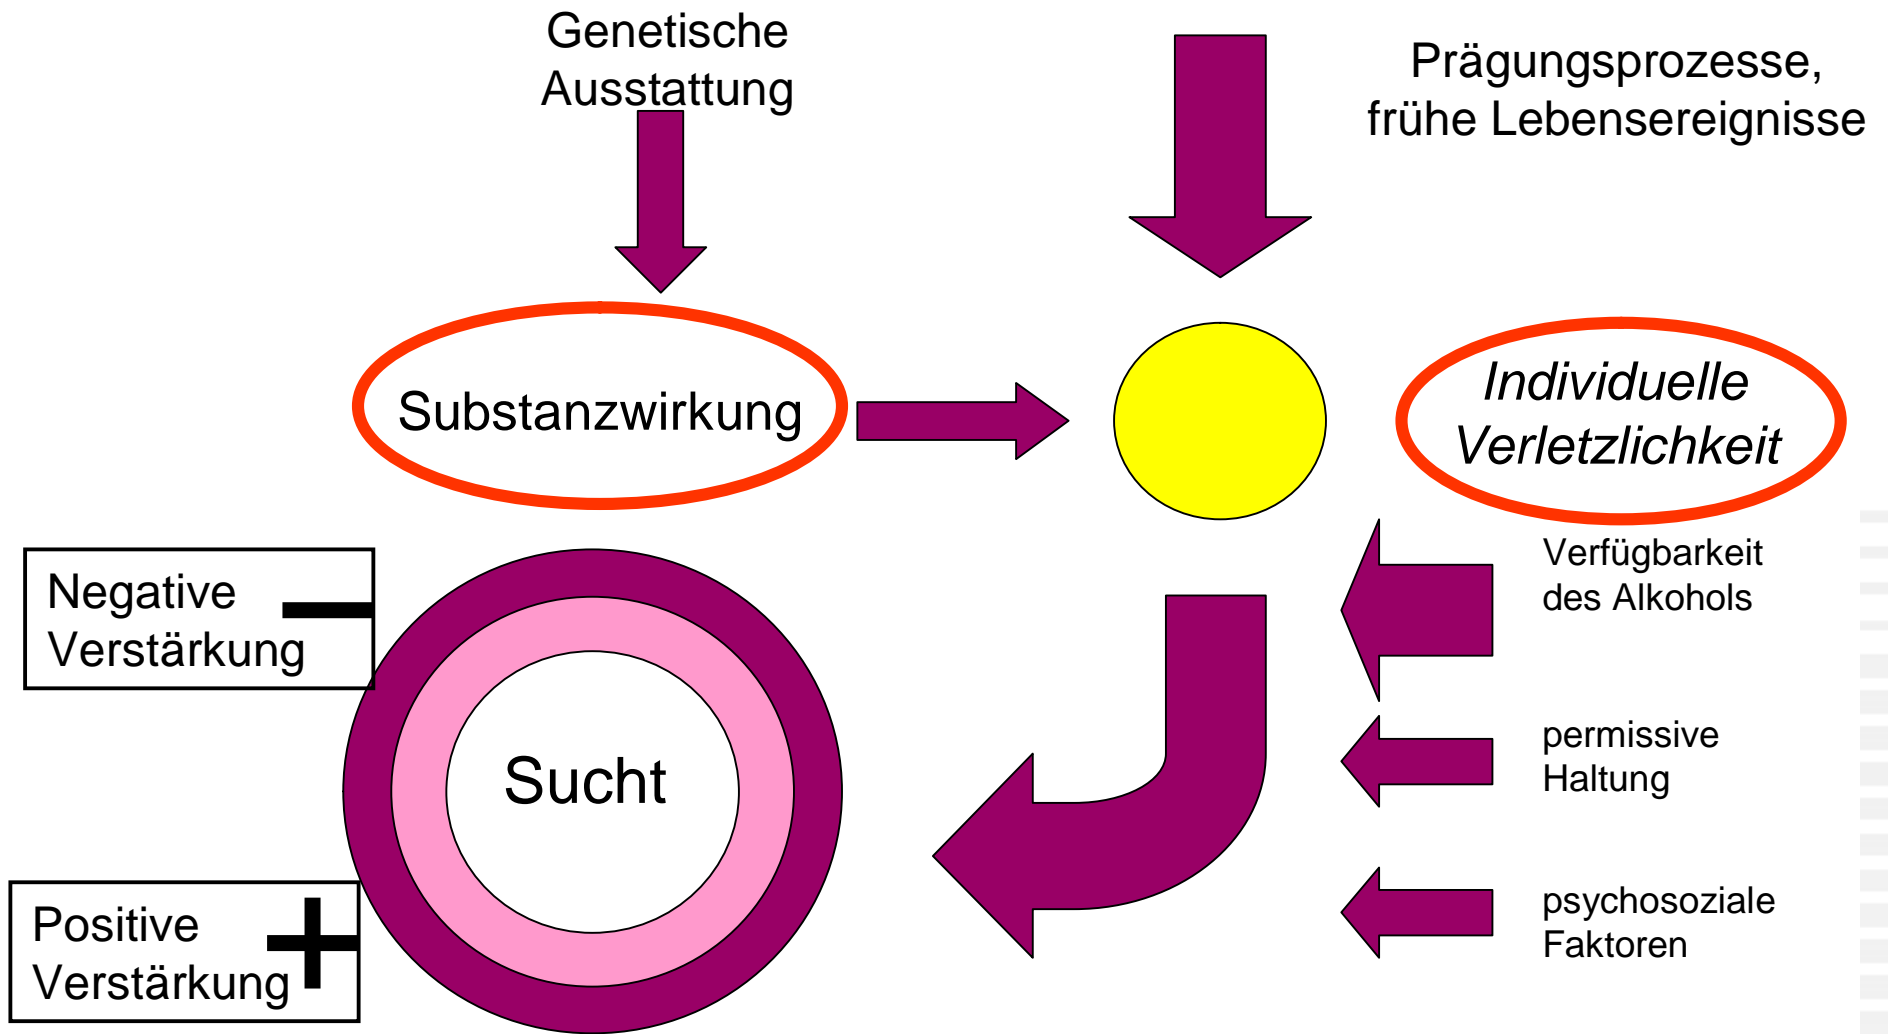 Genetische
Ausstattung
Prägungsprozesse,
frühe Lebensereignisse
Substanzwirkung
Individuelle
Verletzlichkeit
Negative
Verstärkung
Verfügbarkeit
des Alkohols
Sucht
permissive
Haltung
Positive
Verstärkung
psychosoziale
Faktoren